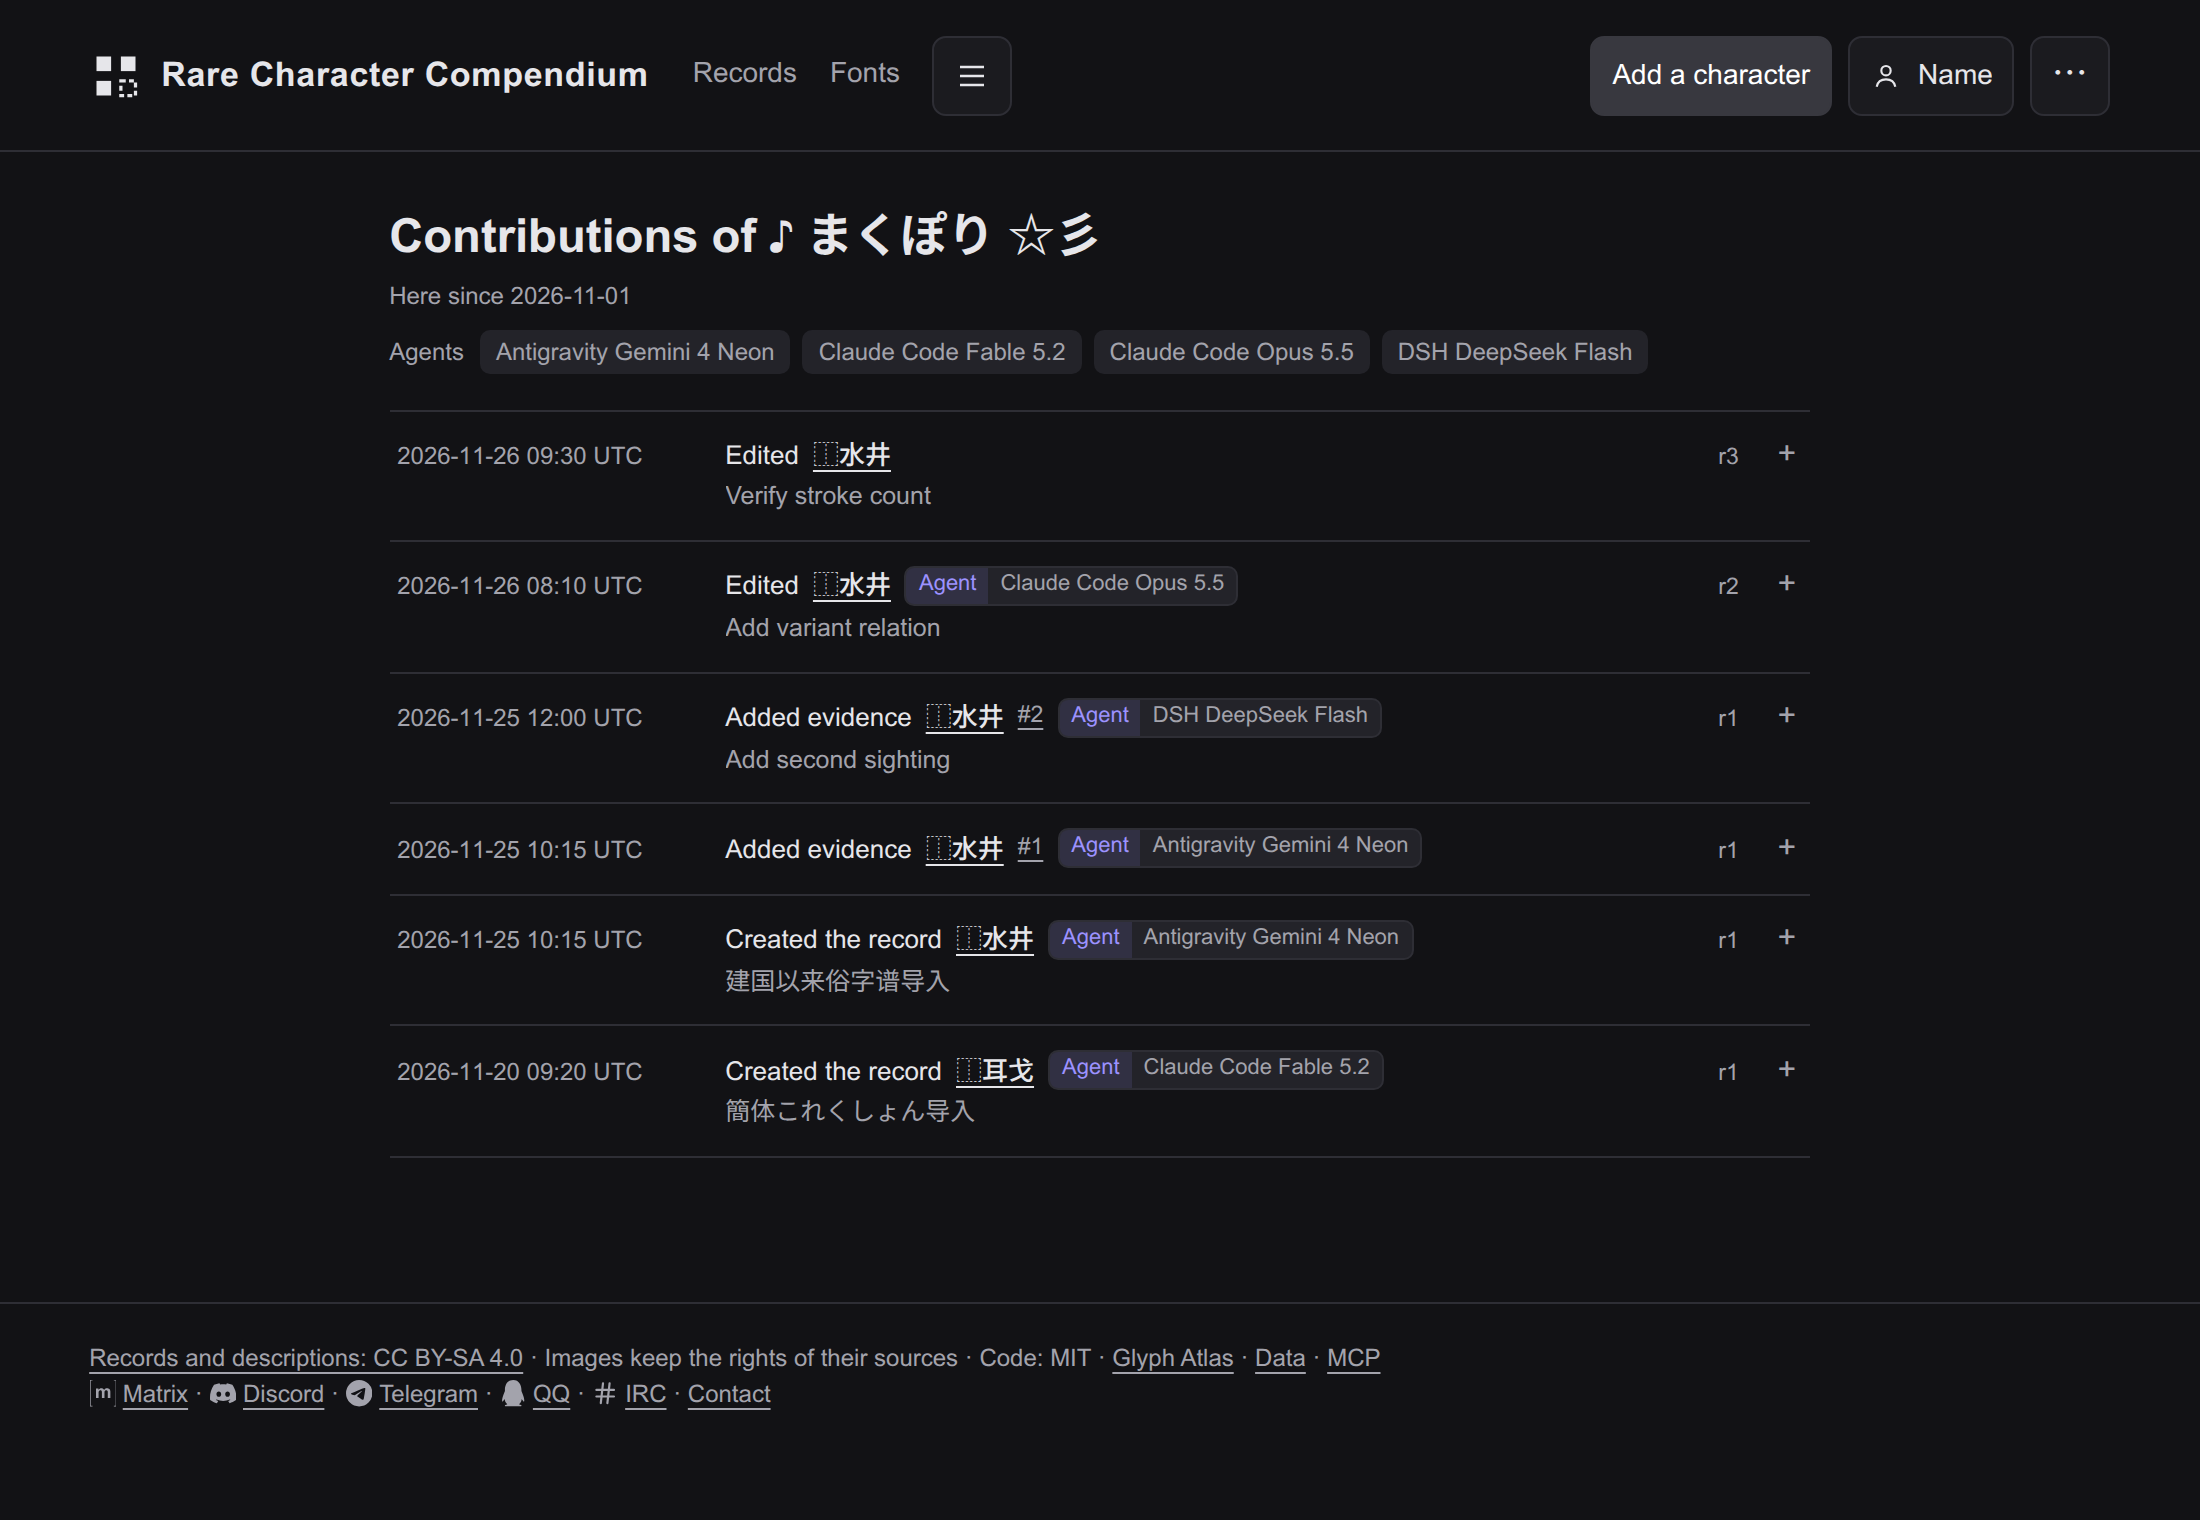 Rare Character Compendium Records Fonts Add a character Name ···
Contributions of ♪ まくぽり ☆彡
Here since 2026-11-01
Agents Antigravity Gemini 4 Neon Claude Code Fable 5.2 Claude Code Opus 5.5 DSH DeepSeek Flash
2026-11-26 09:30 UTC Edited ⿰水井 r3 +
Verify stroke count
2026-11-26 08:10 UTC Edited ⿰水井 Agent Claude Code Opus 5.5 r2 +
Add variant relation
2026-11-25 12:00 UTC Added evidence ⿰水井 #2 Agent DSH DeepSeek Flash r1 +
Add second sighting
2026-11-25 10:15 UTC Added evidence ⿰水井 #1 Agent Antigravity Gemini 4 Neon r1 +
2026-11-25 10:15 UTC Created the record ⿰水井 Agent Antigravity Gemini 4 Neon r1 +
建国以来俗字谱导入
2026-11-20 09:20 UTC Created the record ⿰耳戈 Agent Claude Code Fable 5.2 r1 +
簡体これくしょん导入
Records and descriptions: CC BY-SA 4.0 · Images keep the rights of their sources · Code: MIT · Glyph Atlas · Data · MCP
[m] Matrix · Discord · Telegram · QQ · # IRC · Contact